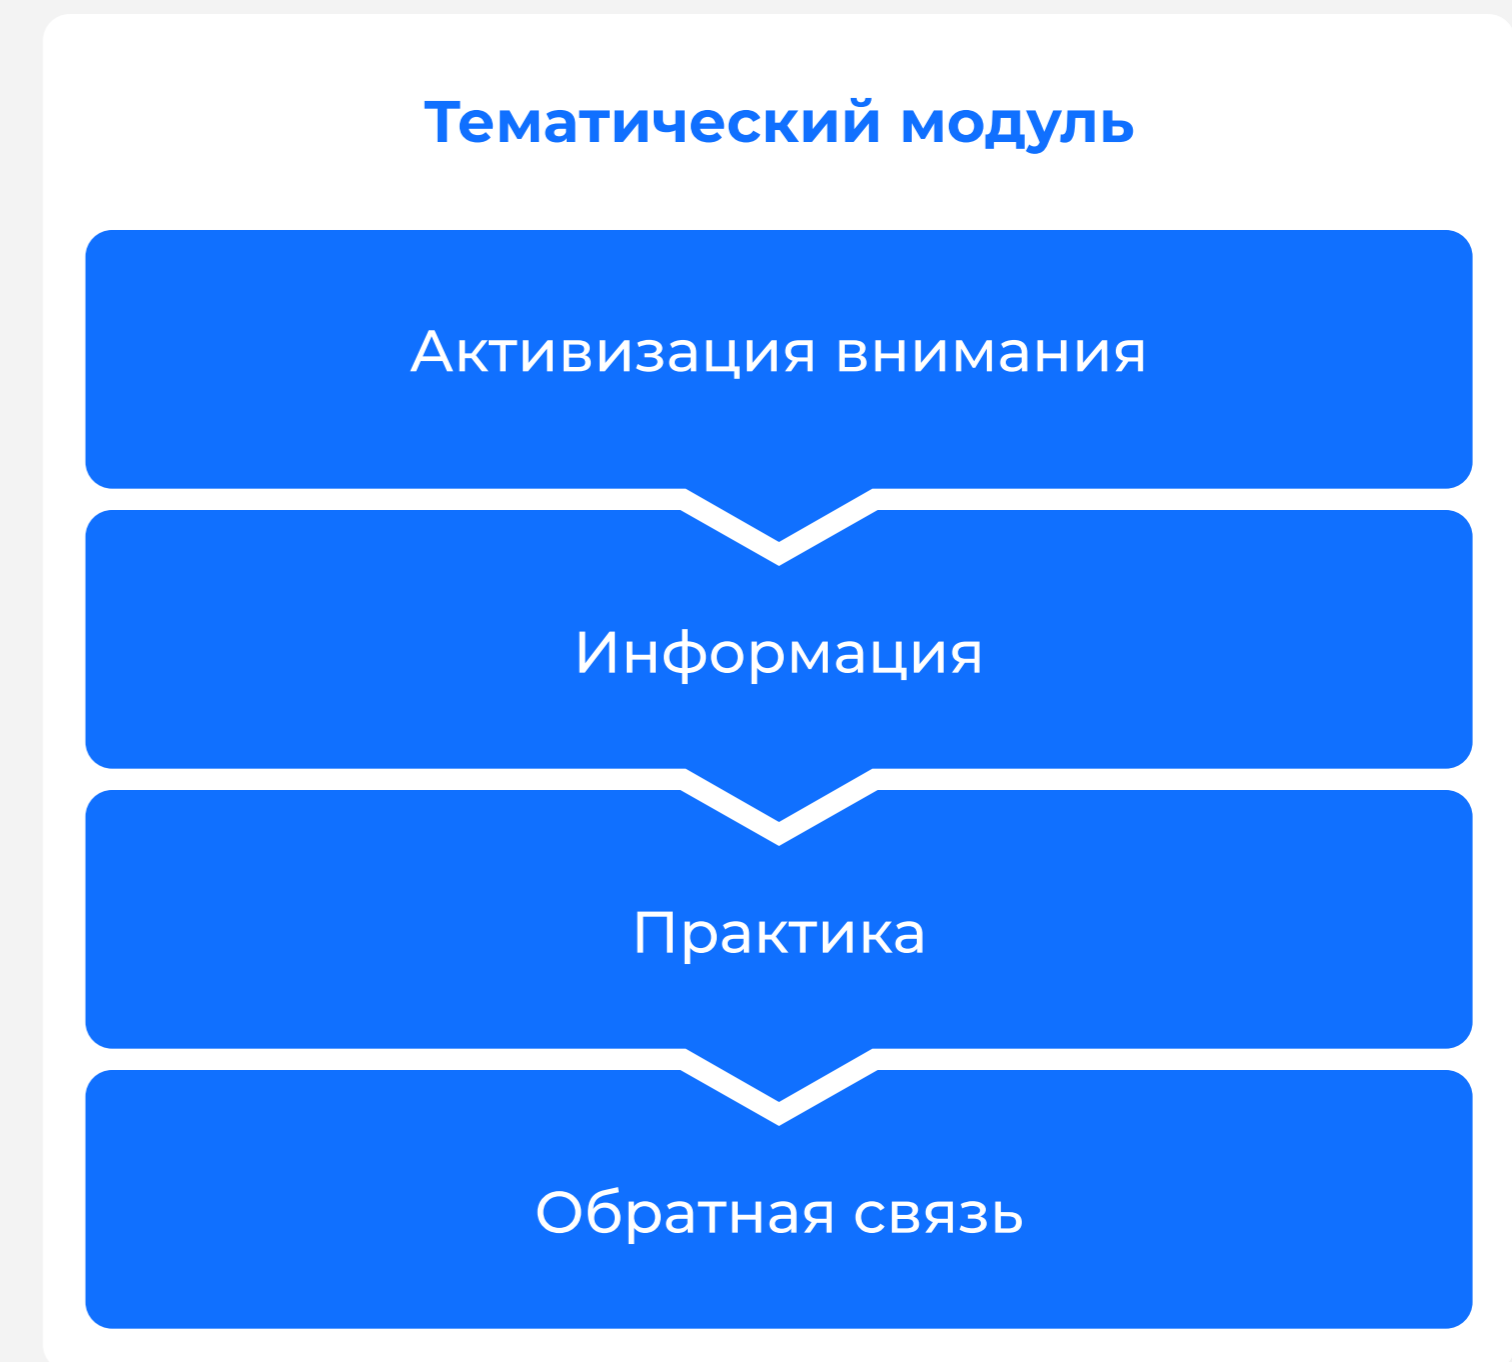 Тематический модуль
Активизация внимания
Информация
Практика
Обратная связь